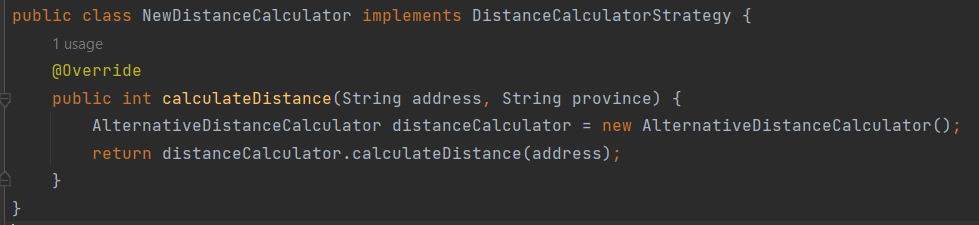 public class NewDistanceCalculator implements DistanceCalculatorStrategy {
1 usage
@Override
public int calculateDistance(String address, String province) {
AlternativeDistanceCalculator distanceCalculator = new AlternativeDistanceCalculator();
return distanceCalculator.calculateDistance(address);
}
}